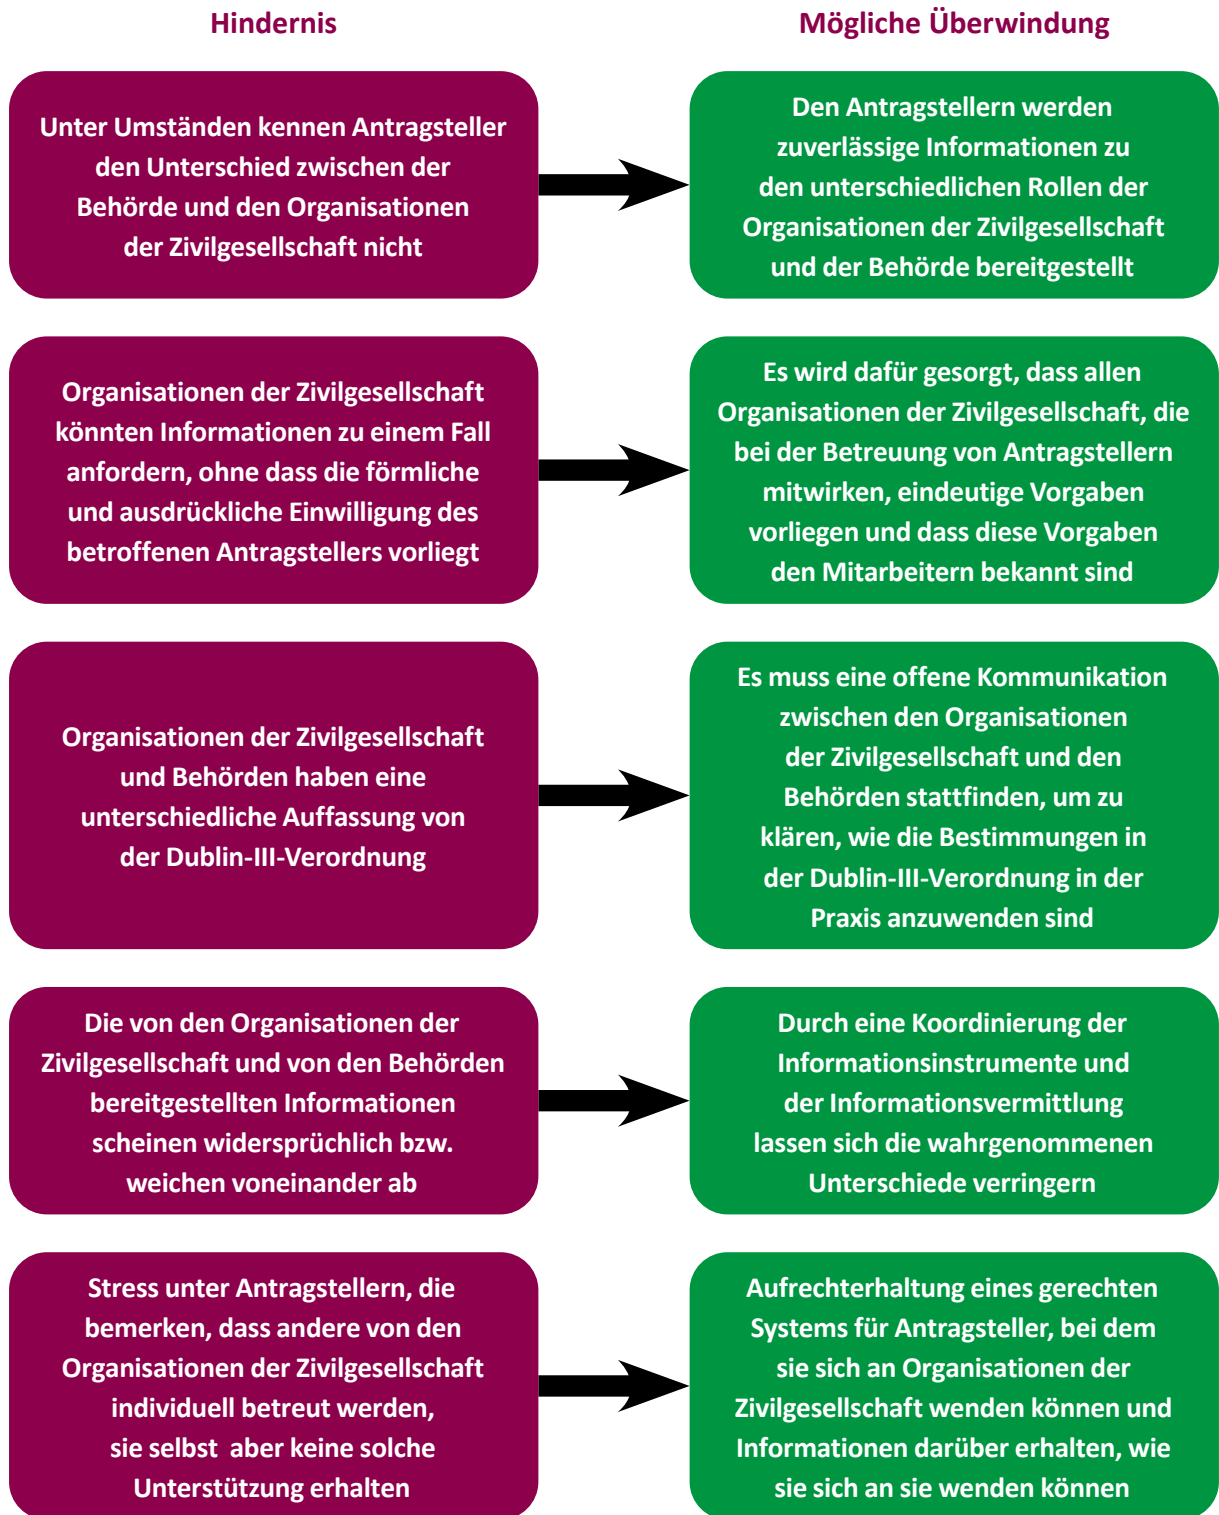 Hindernis
Mögliche Überwindung
Unter Umständen kennen Antragsteller
den Unterschied zwischen der
Behörde und den Organisationen
der Zivilgesellschaft nicht
Den Antragstellern werden
zuverlässige Informationen zu
den unterschiedlichen Rollen der
Organisationen der Zivilgesellschaft
und der Behörde bereitgestellt
Organisationen der Zivilgesellschaft
könnten Informationen zu einem Fall
anfordern, ohne dass die förmliche
und ausdrückliche Einwilligung des
betroffenen Antragstellers vorliegt
Es wird dafür gesorgt, dass allen
Organisationen der Zivilgesellschaft, die
bei der Betreuung von Antragstellern
mitwirken, eindeutige Vorgaben
vorliegen und dass diese Vorgaben
den Mitarbeitern bekannt sind
Organisationen der Zivilgesellschaft
und Behörden haben eine
unterschiedliche Auffassung von
der Dublin-III-Verordnung
Es muss eine offene Kommunikation
zwischen den Organisationen
der Zivilgesellschaft und den
Behörden stattfinden, um zu
klären, wie die Bestimmungen in
der Dublin-III-Verordnung in der
Praxis anzuwenden sind
Die von den Organisationen der
Zivilgesellschaft und von den Behörden
bereitgestellten Informationen
scheinen widersprüchlich bzw.
weichen voneinander ab
Durch eine Koordinierung der
Informationsinstrumente und
der Informationsvermittlung
lassen sich die wahrgenommenen
Unterschiede verringern
Stress unter Antragstellern, die
bemerken, dass andere von den
Organisationen der Zivilgesellschaft
individuell betreut werden,
sie selbst aber keine solche
Unterstützung erhalten
Aufrechterhaltung eines gerechten
Systems für Antragsteller, bei dem
sie sich an Organisationen der
Zivilgesellschaft wenden können und
Informationen darüber erhalten, wie
sie sich an sie wenden können